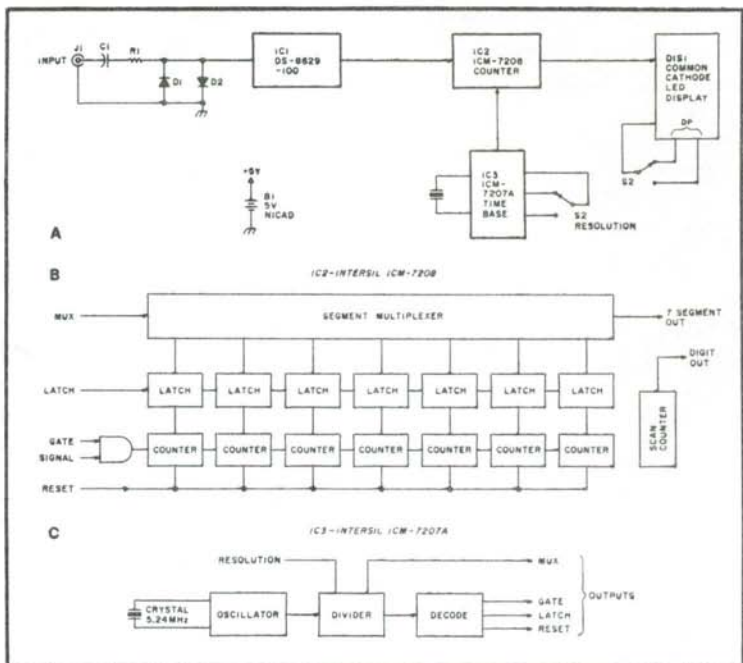 INPUT
J1
C1
R1
D1
D2
IC1
DS-8629
÷100
IC2
ICM-7208
COUNTER
DIS1
COMMON
CATHODE
LED
DISPLAY
DP
S2
+5V
B1
5V
NICAD
IC3
ICM-
7207A
TIME
BASE
S2
RESOLUTION
A
B
IC2-INTERSIL ICM-7208
MUX
SEGMENT MULTIPLEXER
7 SEGMENT
OUT
LATCH
LATCH
LATCH
LATCH
LATCH
LATCH
LATCH
LATCH
DIGIT
OUT
SCAN
COUNTER
GATE
SIGNAL
COUNTER
COUNTER
COUNTER
COUNTER
COUNTER
COUNTER
COUNTER
RESET
C
IC3-INTERSIL ICM-7207A
RESOLUTION
MUX
CRYSTAL
5.24MHz
OSCILLATOR
DIVIDER
DECODE
GATE
LATCH
RESET
OUTPUTS